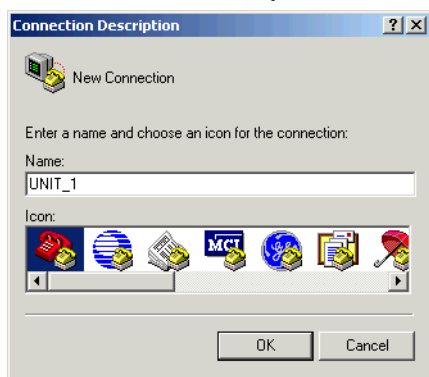 Connection Description
New Connection
Enter a name and choose an icon for the connection:
Name:
UNIT_1
Icon:
MCI
OK Cancel